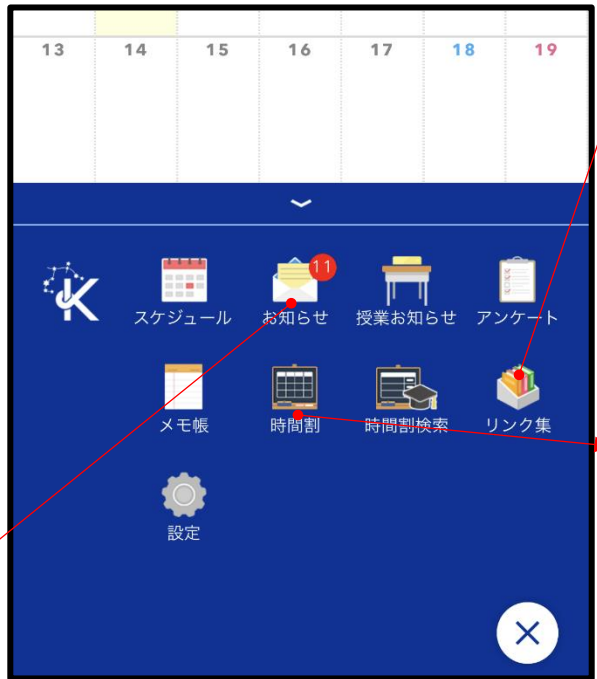 13 14 15 16 17 18 19
11
K
スケジュール お知らせ 授業お知らせ アンケート
メモ帳 時間割 時間割検索 リンク集
設定